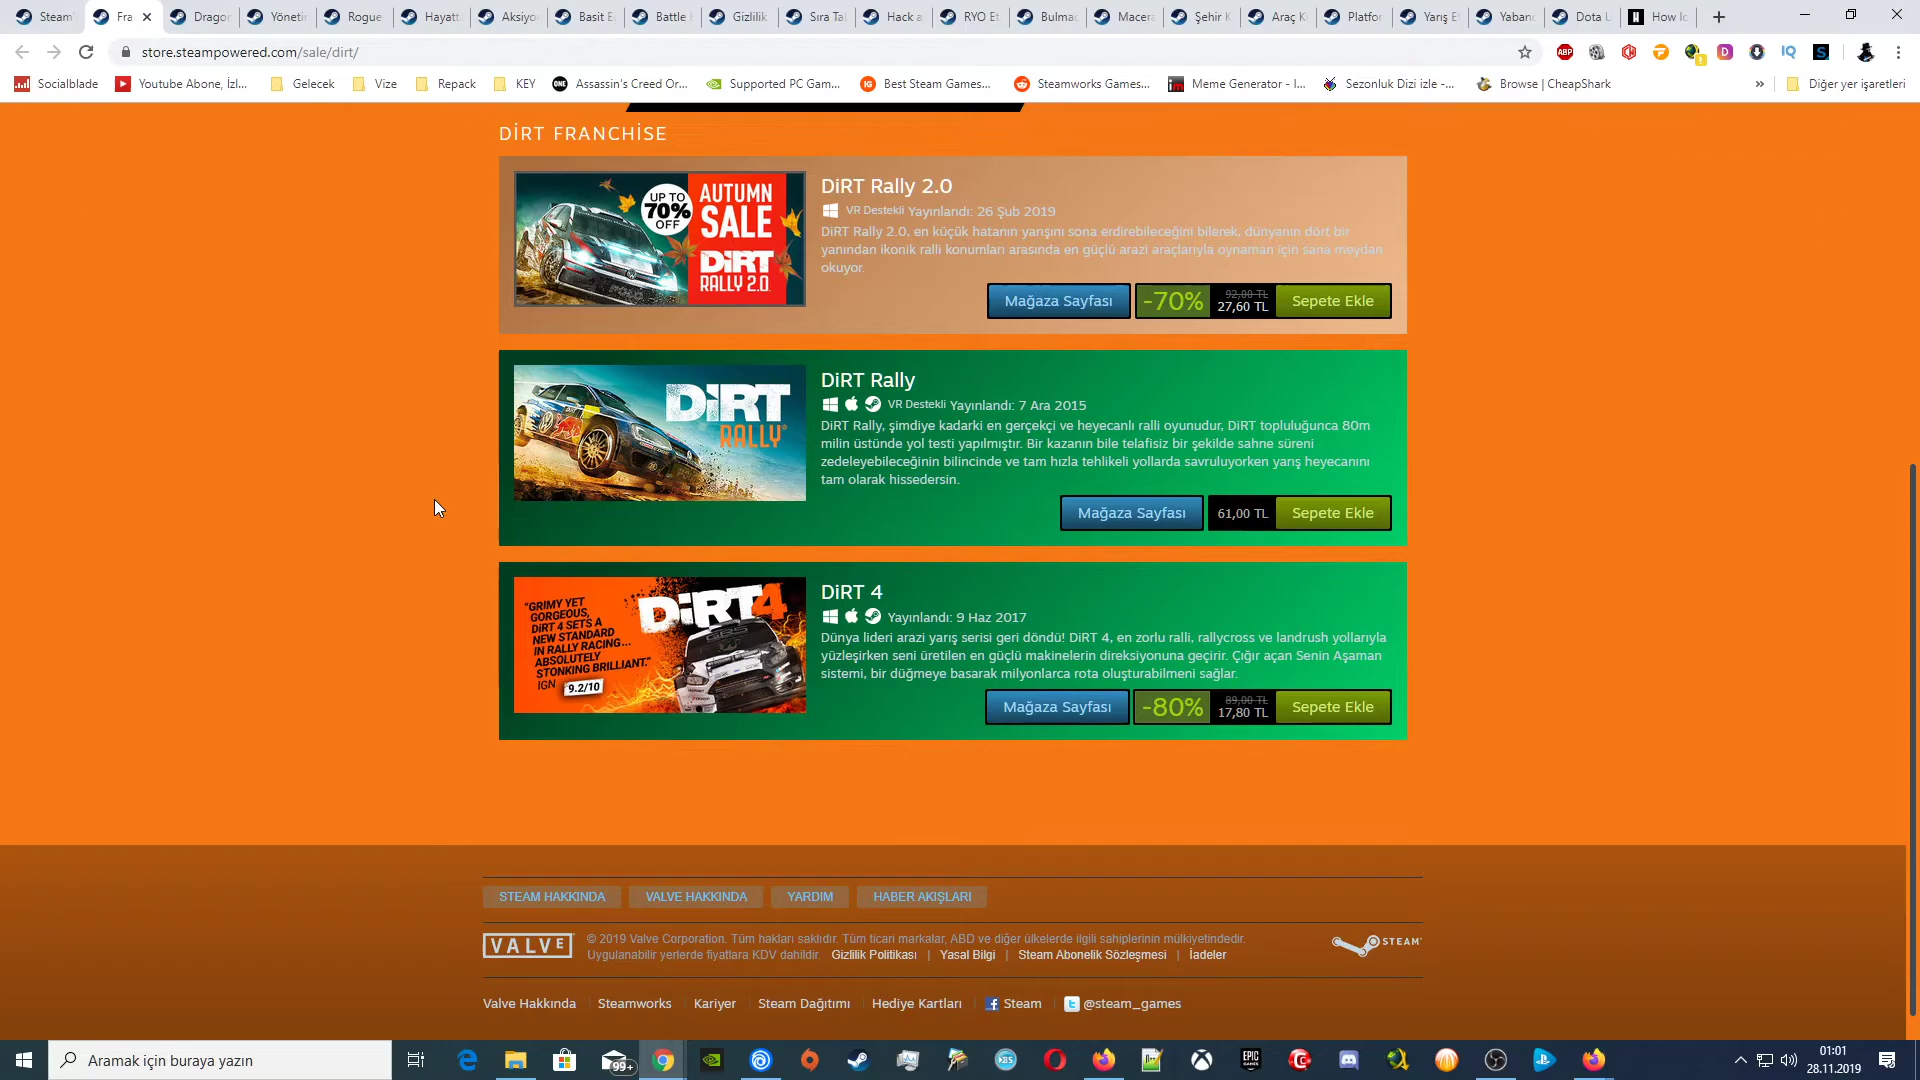 Steam
Fra
Dragon
Yöneti
Rogue
Hayatt
Aksiyo
Basit E
Battle
Gizlilik
Sıra Ta
Hack a
RYO Et
Bulmac
Macera
Şehir K
Araç K
Platfor
Yarış E
Yaban
Dota U
How lo
store.steampowered.com/sale/dirt/
Socialblade
Youtube Abone, İzl...
Gelecek
Vize
Repack
KEY
Assassin's Creed Or...
Supported PC Gam...
Best Steam Games...
Steamworks Games...
Meme Generator - I...
Sezonluk Dizi izle -...
Browse | CheapShark
»
Diğer yer işaretleri
DİRT FRANCHİSE
UP TO
70%
OFF
AUTUMN
SALE
DiRT
RALLY 2.0
DiRT Rally 2.0
VR Destekli Yayınlandı: 26 Şub 2019
DiRT Rally 2.0, en küçük hatanın yarışını sona erdirebileceğini bilerek, dünyanın dört bir
yanından ikonik ralli konumları arasında en güçlü arazi araçlarıyla oynaman için sana meydan
okuyor.
Mağaza Sayfası
-70%
92,00 TL
27,60 TL
Sepete Ekle
DiRT
RALLY
DiRT Rally
VR Destekli Yayınlandı: 7 Ara 2015
DiRT Rally, şimdiye kadarki en gerçekçi ve heyecanlı ralli oyunudur, DiRT topluluğunca 80m
milin üstünde yol testi yapılmıştır. Bir kazanın bile telafisiz bir şekilde sahne süreni
zedeleyebileceğinin bilincinde ve tam hızla tehlikeli yollarda savruluyorken yarış heyecanını
tam olarak hissedersin.
Mağaza Sayfası
61,00 TL
Sepete Ekle
"GRIMY YET
GORGEOUS,
DiRT 4 SETS A
NEW STANDARD
IN RALLY RACING...
ABSOLUTELY
STONKING BRILLIANT."
IGN 9.2/10
DiRT4
DiRT 4
Yayınlandı: 9 Haz 2017
Dünya lideri arazi yarış serisi geri döndü! DiRT 4, en zorlu ralli, rallycross ve landrush yollarıyla
yüzleşirken seni üretilen en güçlü makinelerin direksiyonuna geçirir. Çığır açan Senin Aşaman
sistemi, bir düğmeye basarak milyonlarca rota oluşturabilmeni sağlar.
Mağaza Sayfası
-80%
89,00 TL
17,80 TL
Sepete Ekle
STEAM HAKKINDA
VALVE HAKKINDA
YARDIM
HABER AKIŞLARI
VALVE
© 2019 Valve Corporation. Tüm hakları saklıdır. Tüm ticari markalar, ABD ve diğer ülkelerde ilgili sahiplerinin mülkiyetindedir.
Uygulanabilir yerlerde fiyatlara KDV dahildir. Gizlilik Politikası | Yasal Bilgi | Steam Abonelik Sözleşmesi | İadeler
STEAM
Valve Hakkında
Steamworks
Kariyer
Steam Dağıtımı
Hediye Kartları
Steam
@steam_games
Aramak için buraya yazın
99+
01:01
28.11.2019